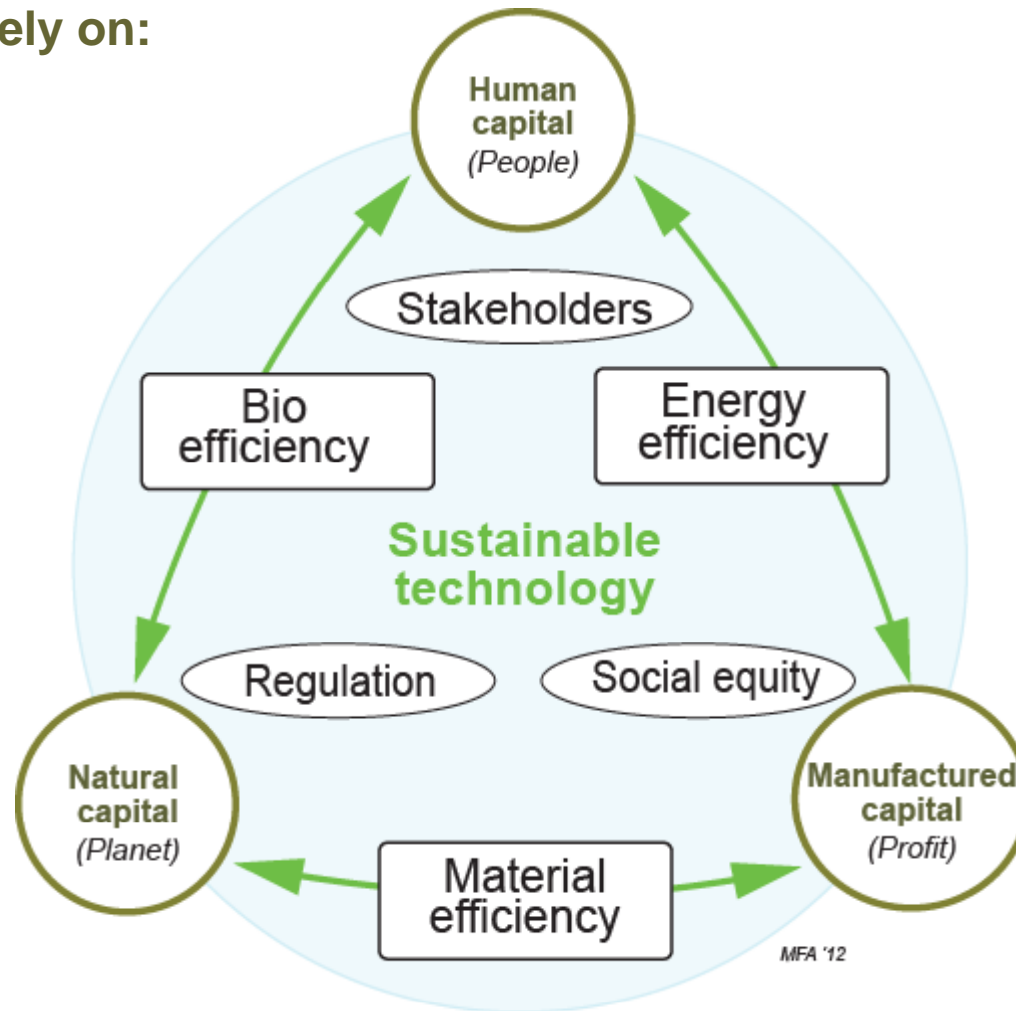 ely on:
Human
capital
(People)
Stakeholders
Bio
efficiency
Energy
efficiency
Sustainable
technology
Regulation
Social equity
Natural
capital
(Planet)
Manufactured
capital
(Profit)
Material
efficiency
MFA '12